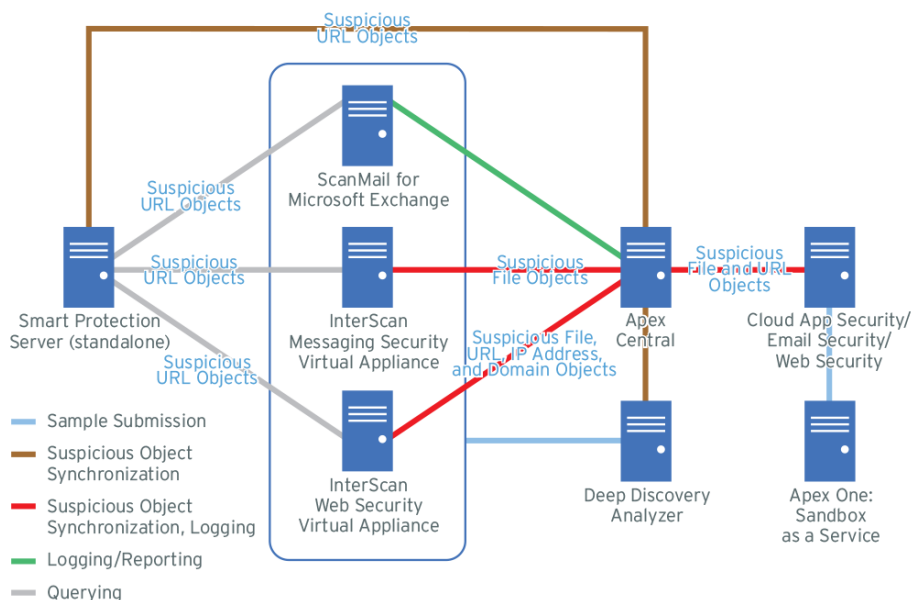 Suspicious
URL Objects
Suspicious
URL Objects
ScanMail for
Microsoft Exchange
Suspicious
URL Objects
Suspicious
File Objects
Suspicious
File and URL
Objects
Smart Protection
Server (standalone)
InterScan
Messaging Security
Virtual Appliance
Apex
Central
Cloud App Security/
Email Security/
Web Security
Suspicious
URL Objects
Suspicious File,
URL, IP Address,
and Domain Objects
InterScan
Web Security
Virtual Appliance
Deep Discovery
Analyzer
Apex One:
Sandbox
as a Service
Sample Submission
Suspicious Object
Synchronization
Suspicious Object
Synchronization, Logging
Logging/Reporting
Querying